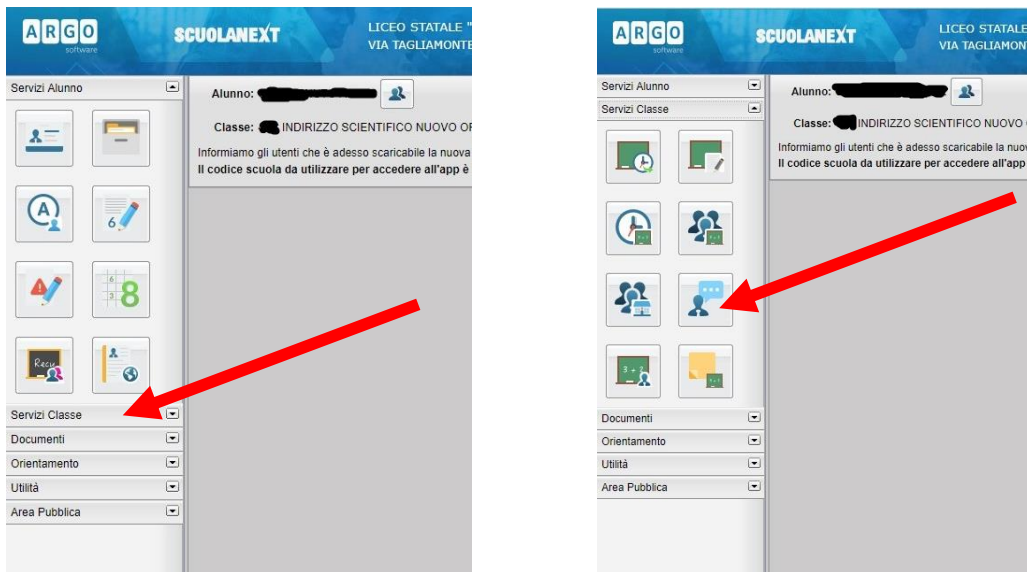 ARGO
software
SCUOLANEXT
LICEO STATALE "
VIA TAGLIAMONTE
Servizi Alunno
Alunno:
Classe: INDIRIZZO SCIENTIFICO NUOVO OR
Informiamo gli utenti che è adesso scaricabile la nuova
Il codice scuola da utilizzare per accedere all'app è
A
6
6
8
3
Recu
Servizi Classe
Documenti
Orientamento
Utilità
Area Pubblica
ARGO
software
SCUOLANEXT
LICEO STATALE
VIA TAGLIAMON
Servizi Alunno
Servizi Classe
Alunno:
Classe: INDIRIZZO SCIENTIFICO NUOVO
Informiamo gli utenti che è adesso scaricabile la nuov
Il codice scuola da utilizzare per accedere all'app
Documenti
Orientamento
Utilità
Area Pubblica